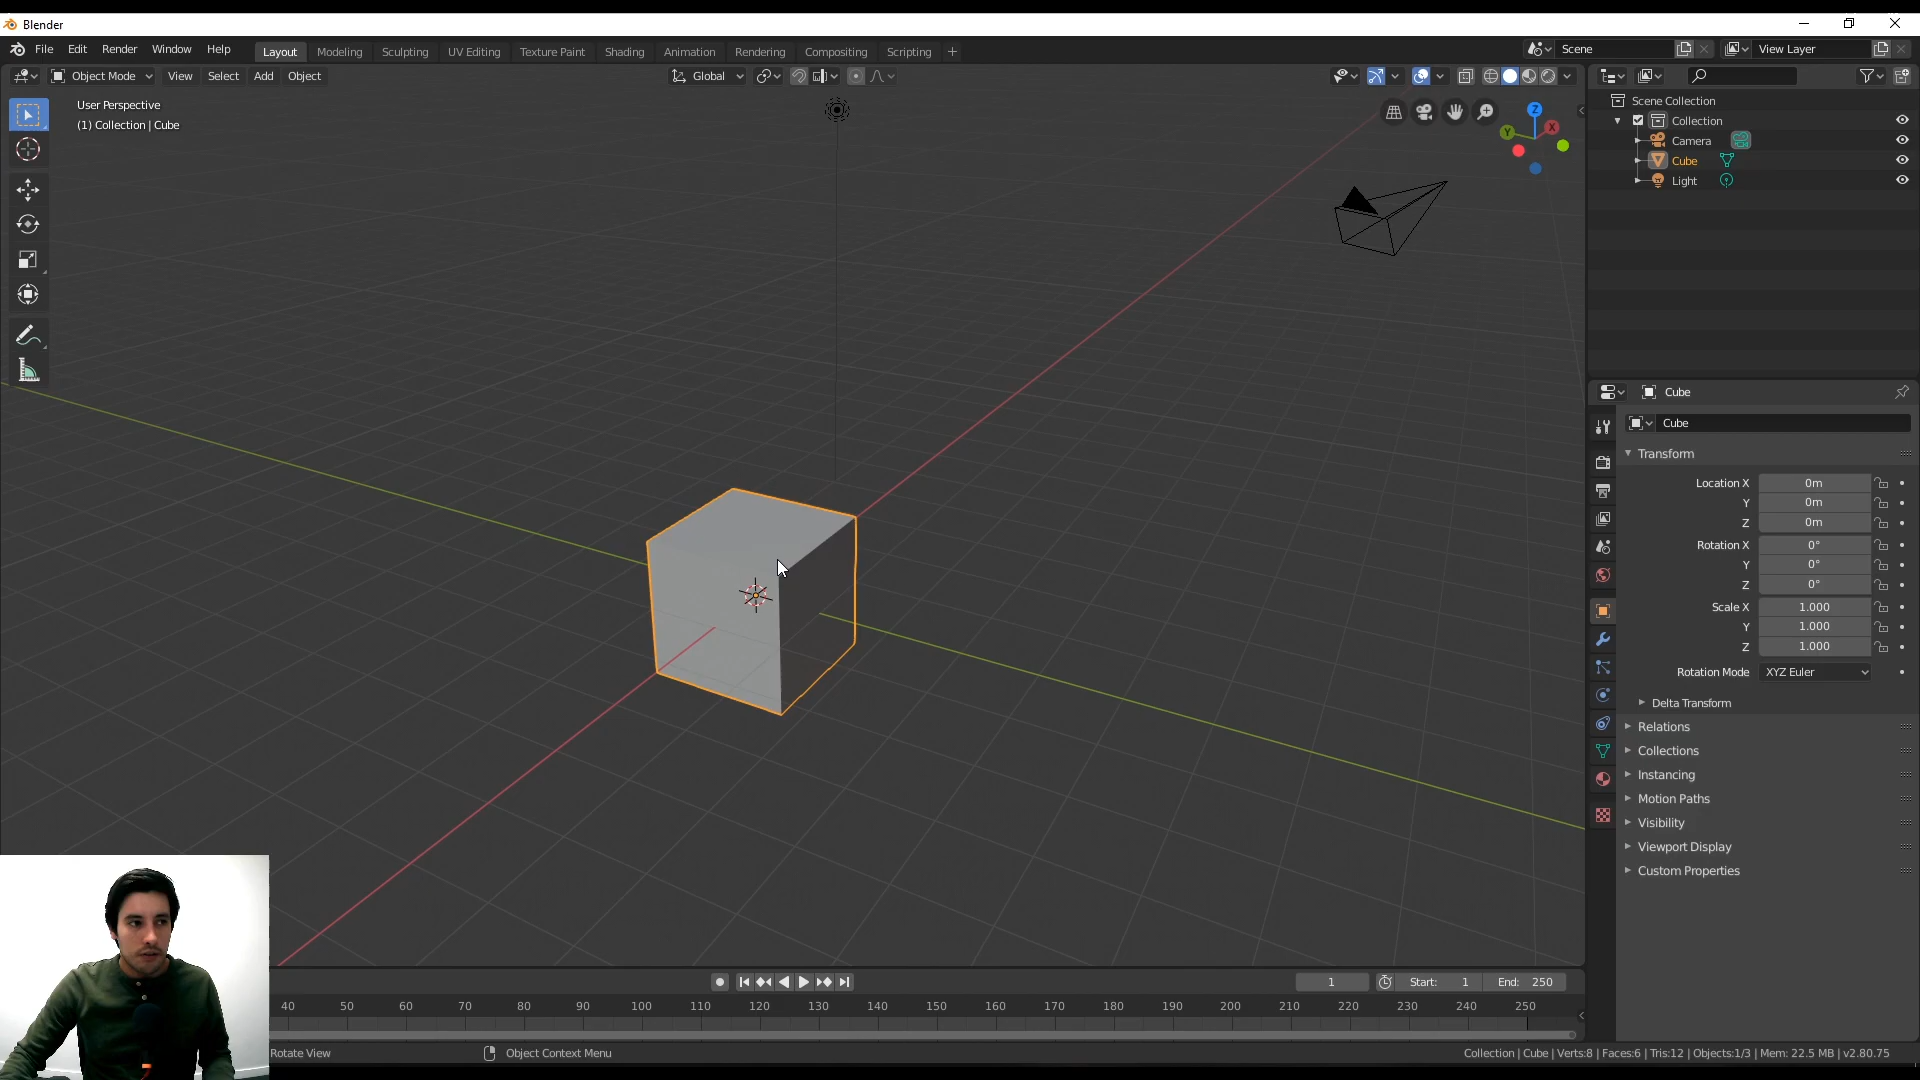 Blender
File Edit Render Window Help Layout Modeling Sculpting UV Editing Texture Paint Shading Animation Rendering Compositing Scripting + Scene View Layer
Object Mode View Select Add Object Global
User Perspective
(1) Collection | Cube
Z
Y X
Scene Collection
Collection
Camera
Cube
Light
Cube
Cube
Transform
Location X 0m
Y 0m
Z 0m
Rotation X 0°
Y 0°
Z 0°
Scale X 1.000
Y 1.000
Z 1.000
Rotation Mode XYZ Euler
Delta Transform
Relations
Collections
Instancing
Motion Paths
Visibility
Viewport Display
Custom Properties
1 Start: 1 End: 250
40 50 60 70 80 90 100 110 120 130 140 150 160 170 180 190 200 210 220 230 240 250
Rotate View Object Context Menu Collection | Cube | Verts:8 | Faces:6 | Tris:12 | Objects:1/3 | Mem: 22.5 MB | v2.80.75